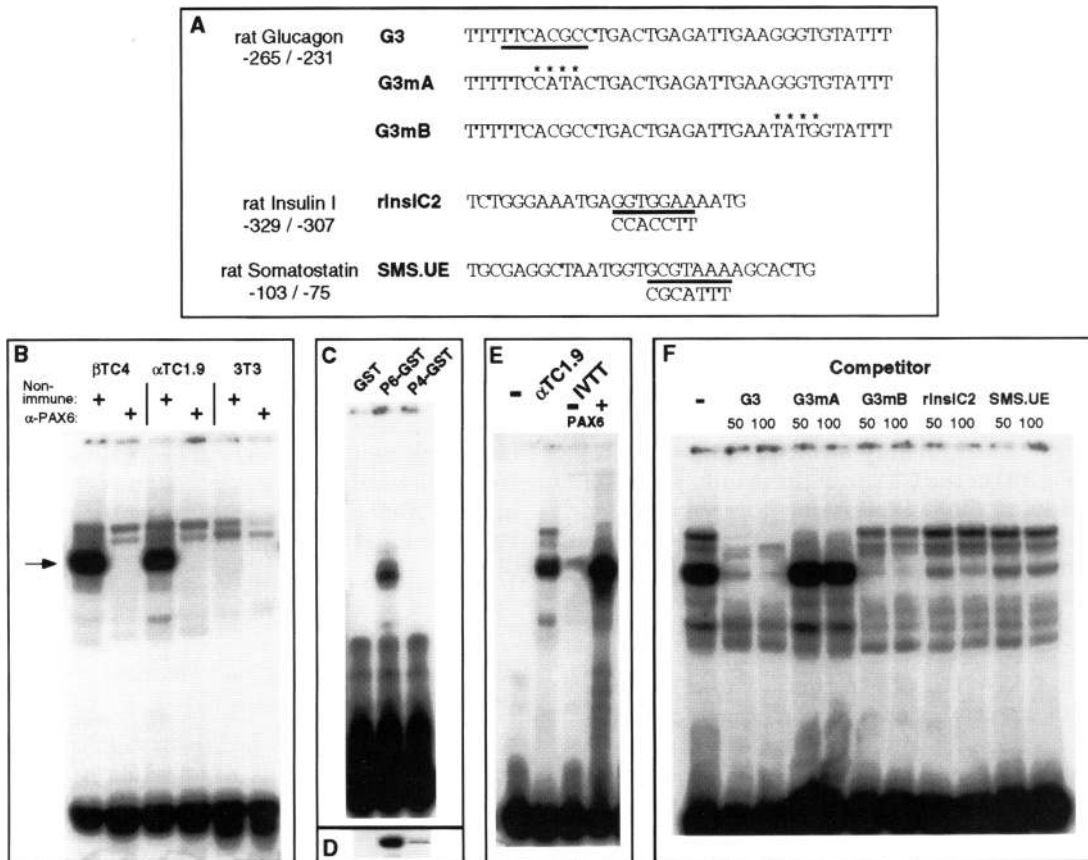 A
rat Glucagon G3 TTTTTCACGCCTGACTGAGATTGAAGGGTGTATTT
-265 / -231
* * * *
G3mA TTTTTCCATACTGACTGAGATTGAAGGGTGTATTT
* * * *
G3mB TTTTTCACGCCTGACTGAGATTGAATATGGTATTT
rat Insulin I rInsIC2 TCTGGGAAATGAGGTGGAAAATG
-329 / -307 CCACCTT
rat Somatostatin SMS.UE TGCGAGGCTAATGGTGCGTAAAAGCACTG
-103 / -75 CGCATTT
B
βTC4 αTC1.9 3T3
Non-
immune: + + +
α-PAX6: + + +
C
GST P6-GST P4-GST
D
E
- αTC1.9 IVTT
- +
PAX6
F
Competitor
- G3 G3mA G3mB rInsIC2 SMS.UE
50 100 50 100 50 100 50 100 50 100